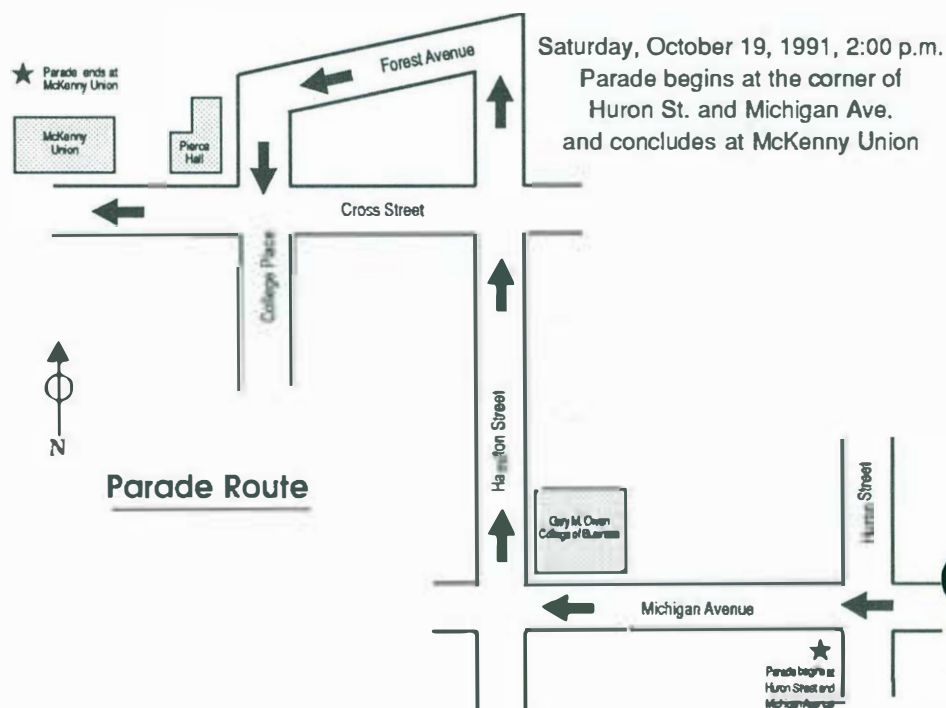 Saturday, October 19, 1991, 2:00 p.m.
Parade begins at the corner of
Huron St. and Michigan Ave.
and concludes at McKenny Union
Forest Avenue
Parade ends at
McKenny Union
McKenny
Union
Pierce
Hall
Cross Street
College Place
N
Parade Route
Street
Gary M. Owen
College of Business
Huron Street
Michigan Avenue
Parade begins at
Huron Street and
Michigan Avenue